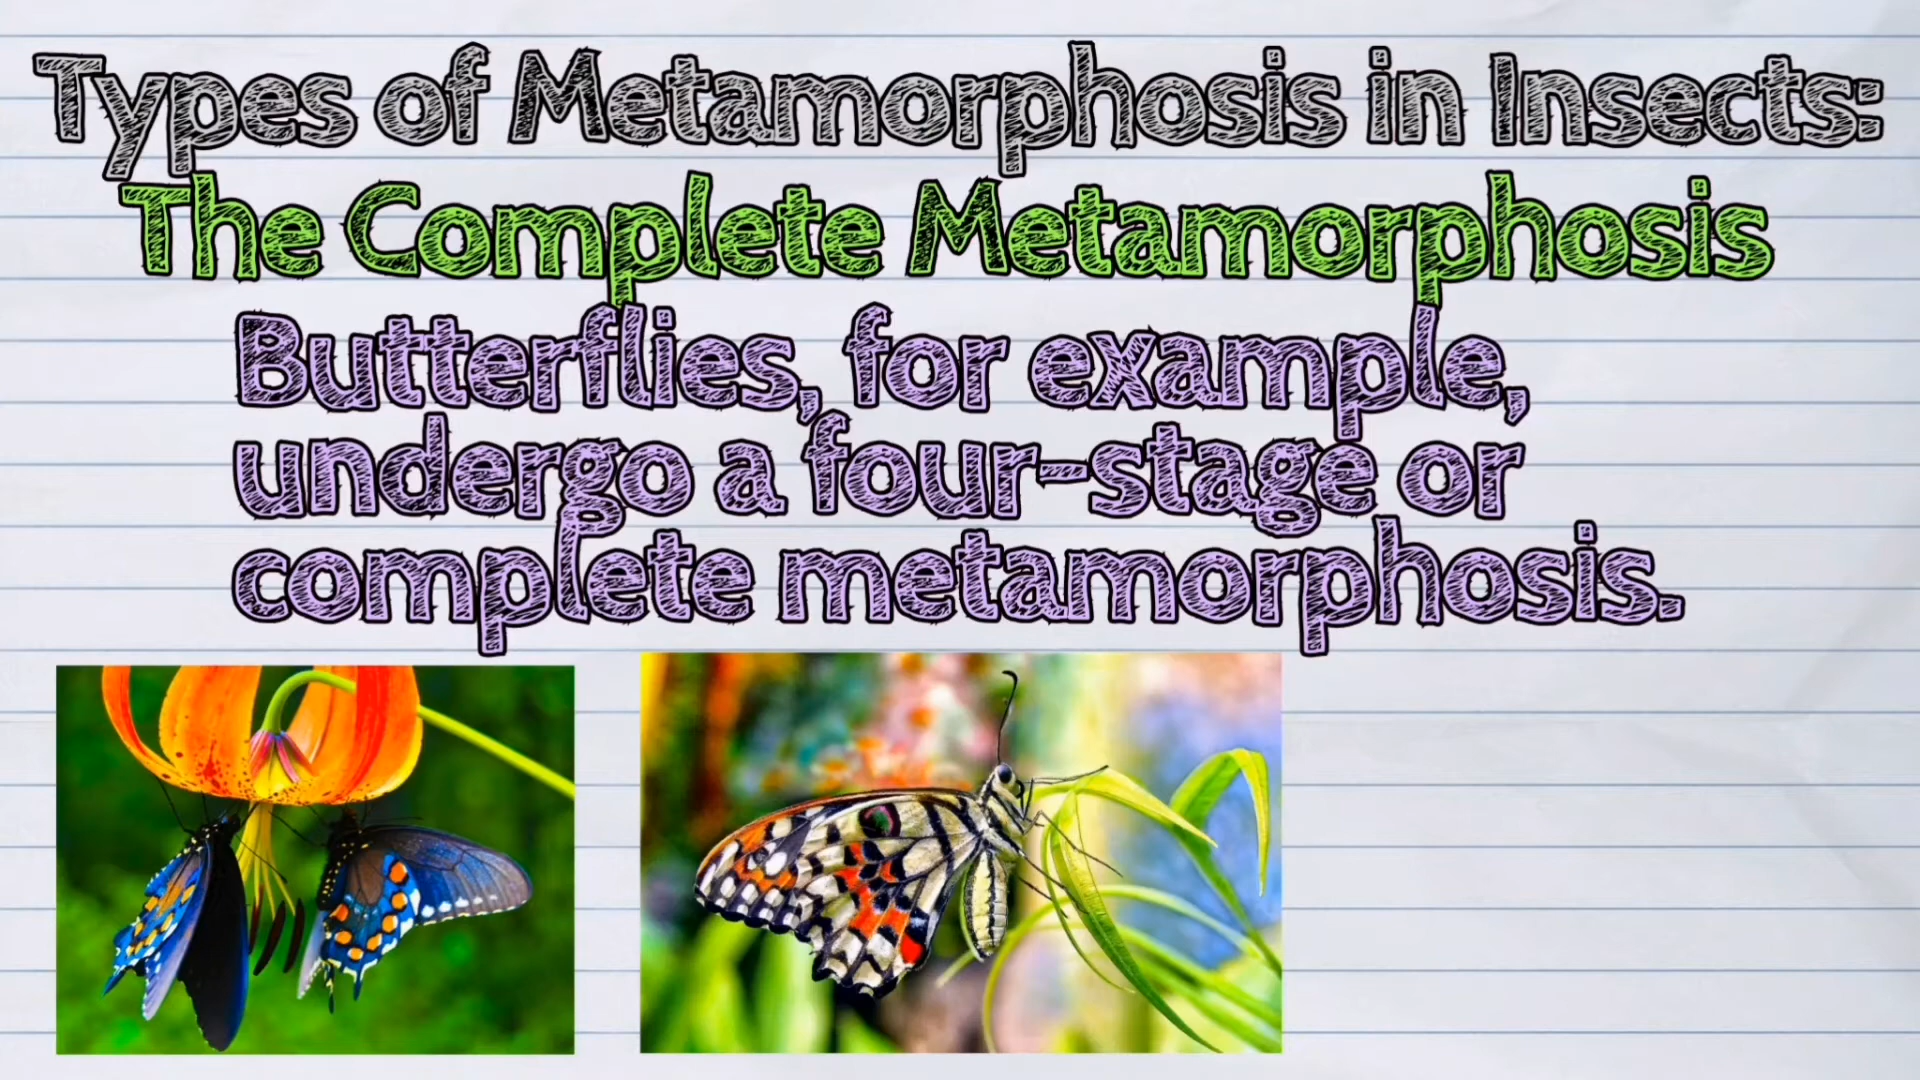 Types of Metamorphosis in Insects:
The Complete Metamorphosis
Butterflies, for example,
undergo a four-stage or
complete metamorphosis.